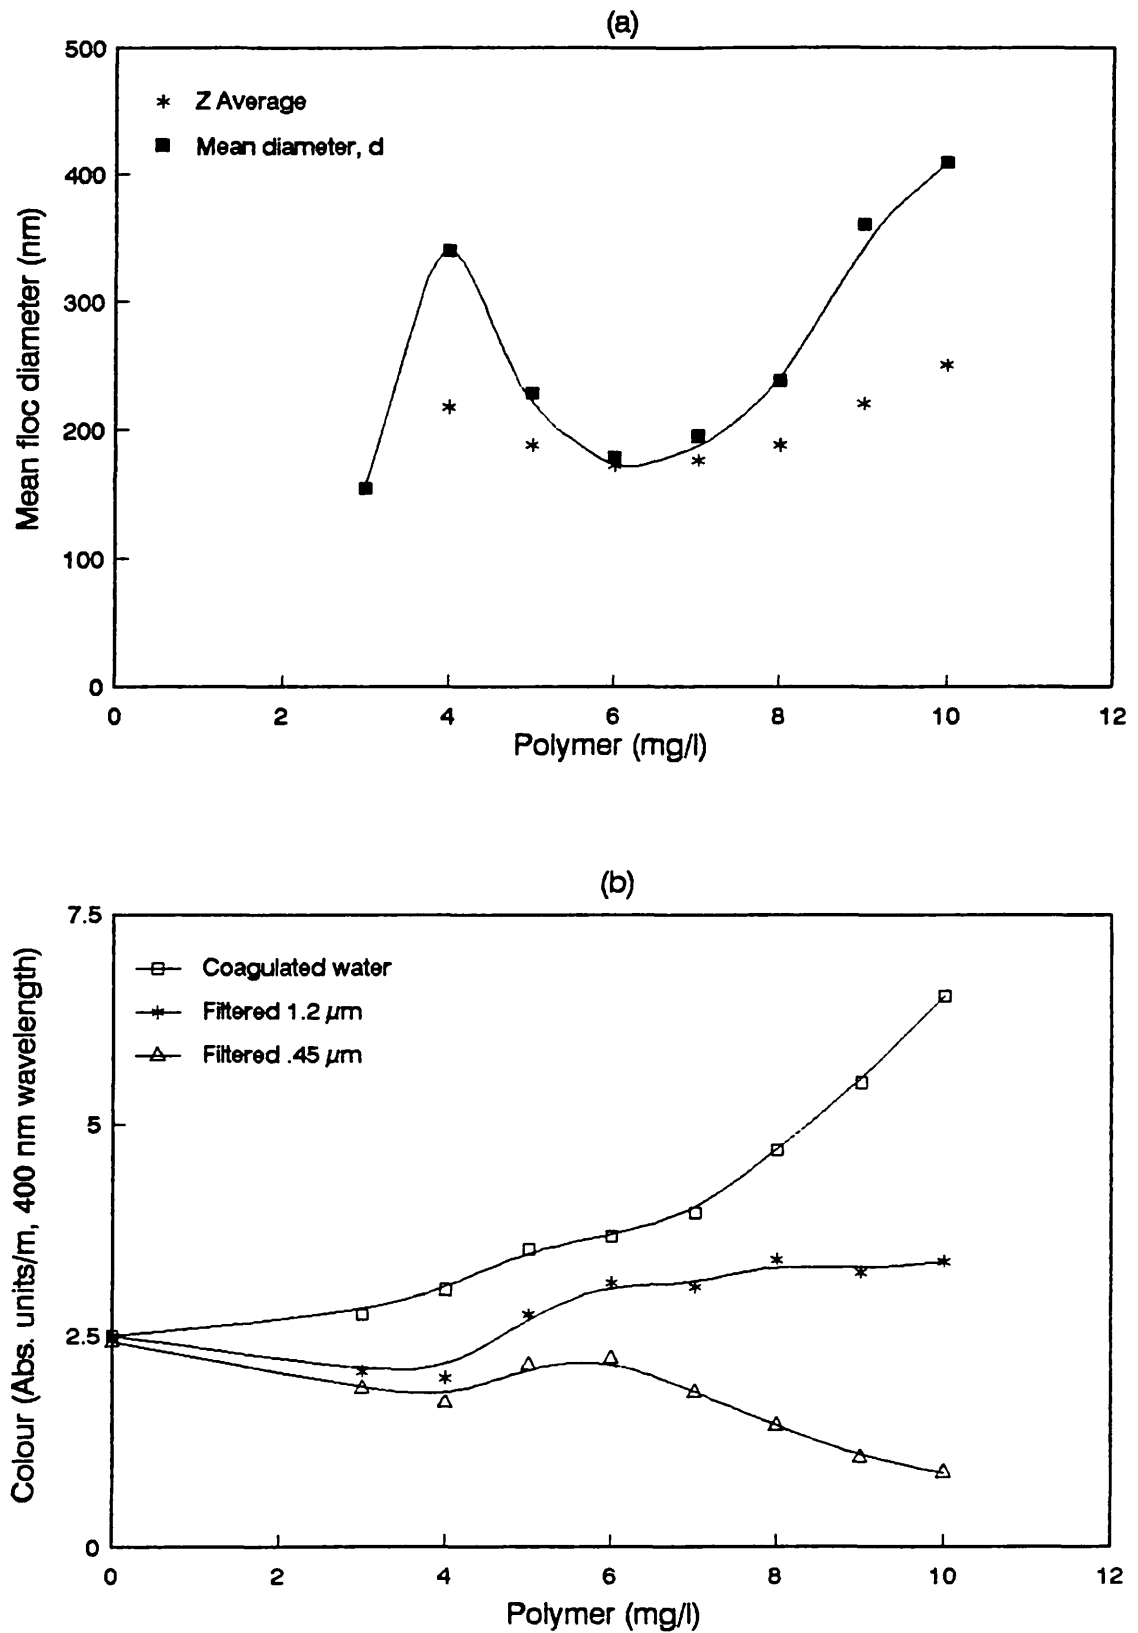 (a)
500
400
300
200
100
0
Mean floc diameter (nm)
Z Average
Mean diameter, d
0 2 4 6 8 10 12
Polymer (mg/l)
(b)
7.5
5
2.5
0
Colour (Abs. units/m, 400 nm wavelength)
Coagulated water
Filtered 1.2 µm
Filtered .45 µm
0 2 4 6 8 10 12
Polymer (mg/l)